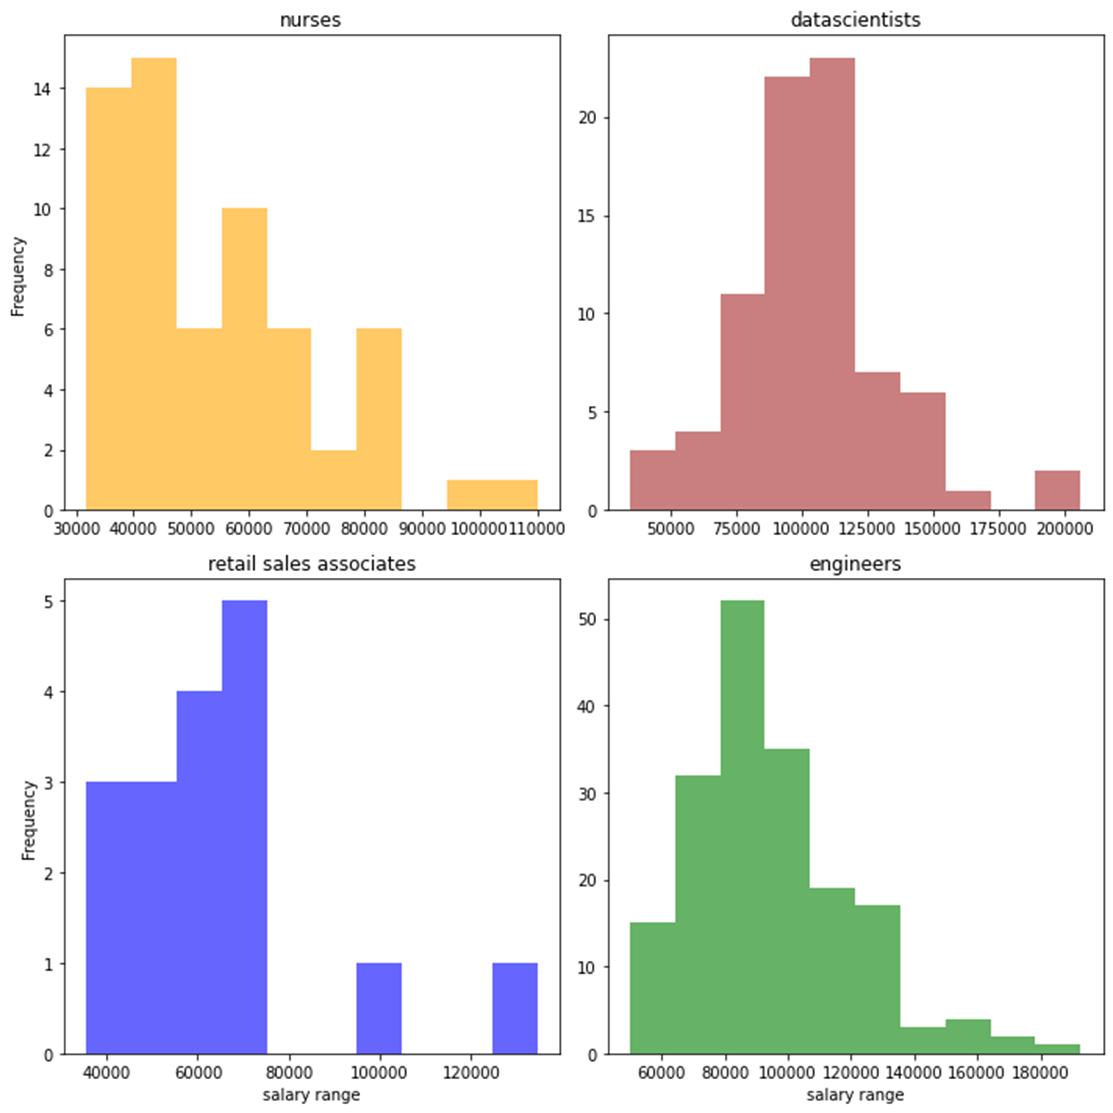 nurses
Frequency
14
12
10
8
6
4
2
0
30000 40000 50000 60000 70000 80000 90000 100000 110000
datascientists
20
15
10
5
0
50000 75000 100000 125000 150000 175000 200000
retail sales associates
Frequency
5
4
3
2
1
0
40000 60000 80000 100000 120000
salary range
engineers
50
40
30
20
10
0
60000 80000 100000 120000 140000 160000 180000
salary range